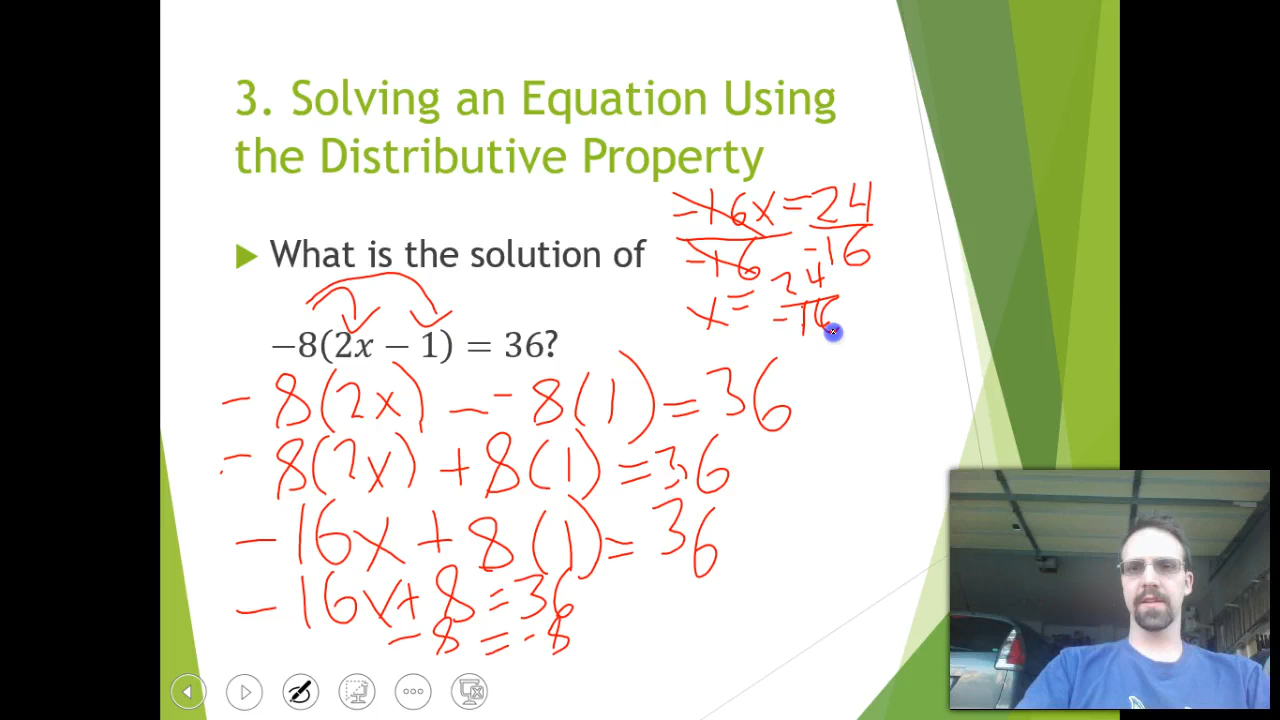 3. Solving an Equation Using
the Distributive Property
What is the solution of
−8(2x − 1) = 36?
-16x = 24
-16 -16
x = 24
-16
- 8(2x) - -8(1) = 36
- 8(2x) + 8(1) = 36
- 16x + 8(1) = 36
- 16x + 8 = 36
- 8 = -8